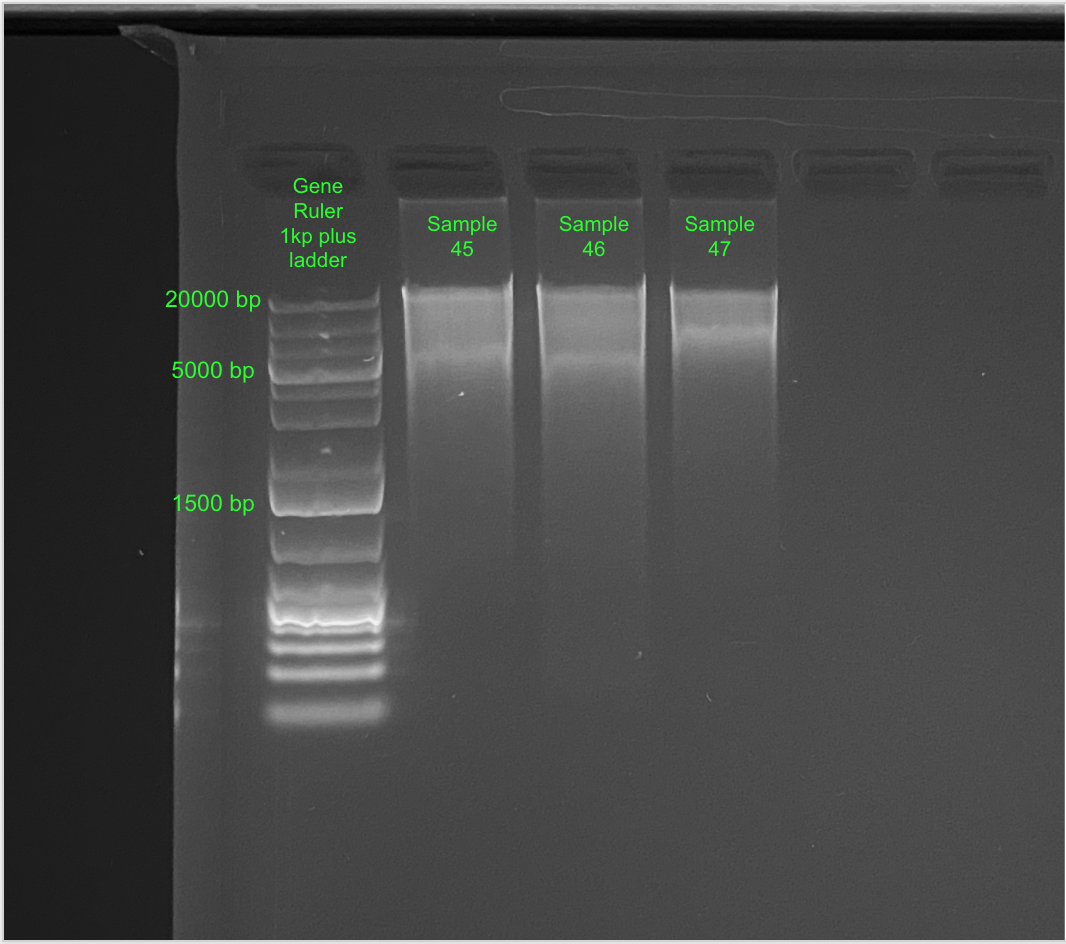 Gene
Ruler
1kp plus
ladder
Sample
45
Sample
46
Sample
47
20000 bp
5000 bp
1500 bp